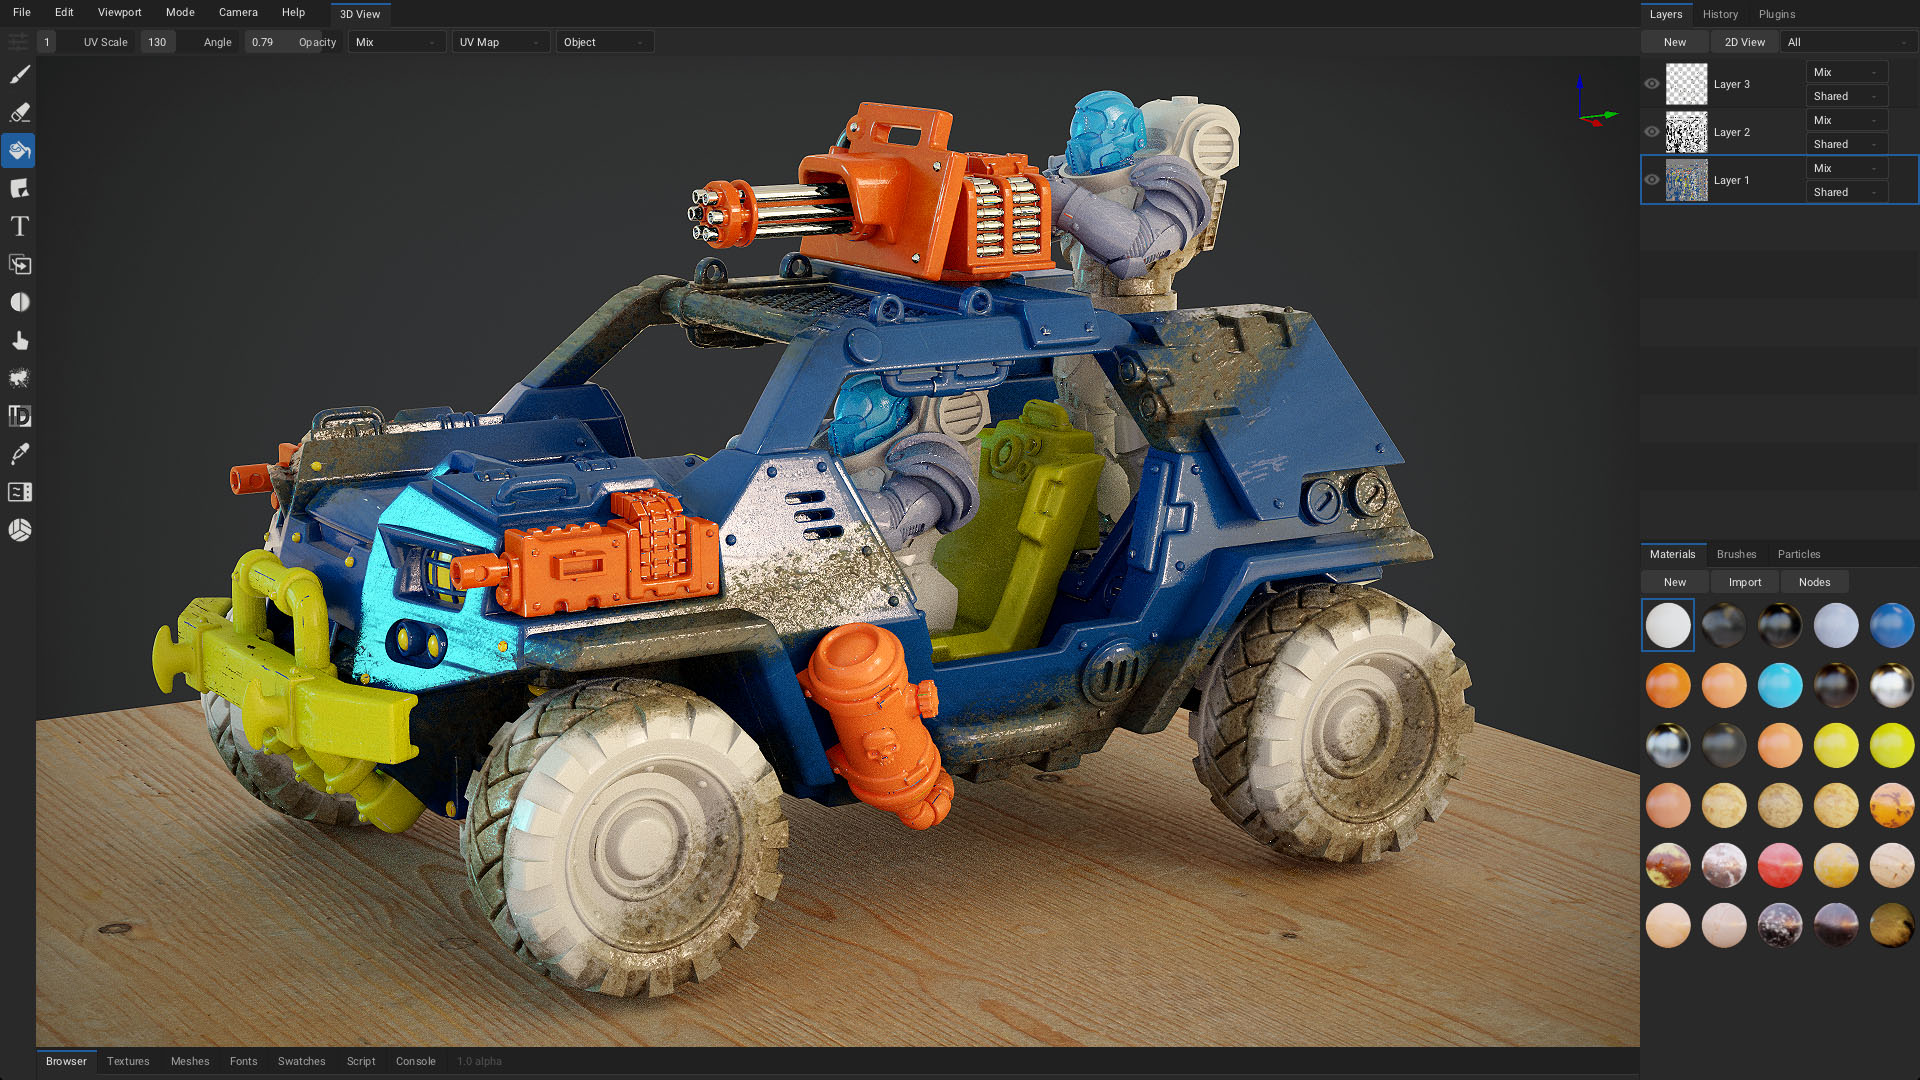 File Edit Viewport Mode Camera Help 3D View
1 UV Scale 130 Angle 0.79 Opacity Mix UV Map Object
Layers History Plugins
New 2D View All
Layer 3 Mix
Shared
Layer 2 Mix
Shared
Layer 1 Mix
Shared
T
ID
Materials Brushes Particles
New Import Nodes
Browser Textures Meshes Fonts Swatches Script Console 1.0 alpha